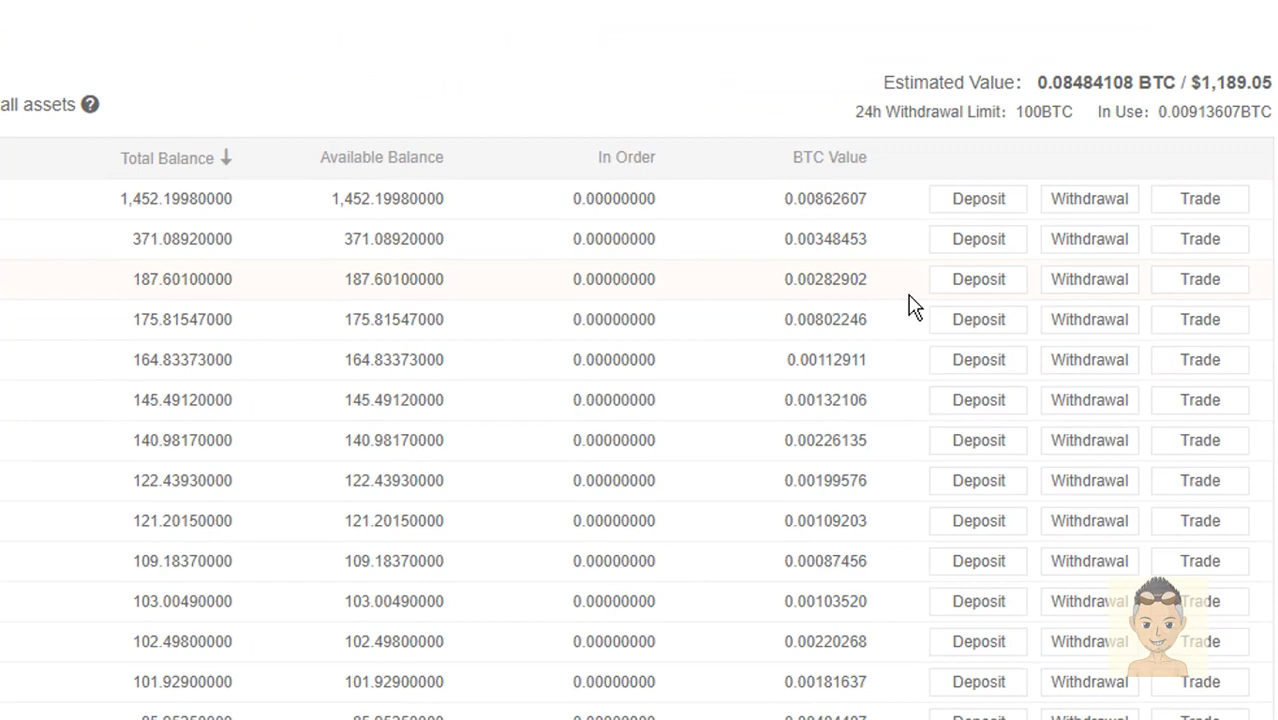 Estimated Value: 0.08484108 BTC / $1,189.05
all assets ?
24h Withdrawal Limit: 100BTC In Use: 0.00913607BTC
Total Balance Available Balance In Order BTC Value
1,452.19980000 1,452.19980000 0.00000000 0.00862607 Deposit Withdrawal Trade
371.08920000 371.08920000 0.00000000 0.00348453 Deposit Withdrawal Trade
187.60100000 187.60100000 0.00000000 0.00282902 Deposit Withdrawal Trade
175.81547000 175.81547000 0.00000000 0.00802246 Deposit Withdrawal Trade
164.83373000 164.83373000 0.00000000 0.00112911 Deposit Withdrawal Trade
145.49120000 145.49120000 0.00000000 0.00132106 Deposit Withdrawal Trade
140.98170000 140.98170000 0.00000000 0.00226135 Deposit Withdrawal Trade
122.43930000 122.43930000 0.00000000 0.00199576 Deposit Withdrawal Trade
121.20150000 121.20150000 0.00000000 0.00109203 Deposit Withdrawal Trade
109.18370000 109.18370000 0.00000000 0.00087456 Deposit Withdrawal Trade
103.00490000 103.00490000 0.00000000 0.00103520 Deposit Withdrawal Trade
102.49800000 102.49800000 0.00000000 0.00220268 Deposit Withdrawal Trade
101.92900000 101.92900000 0.00000000 0.00181637 Deposit Withdrawal Trade